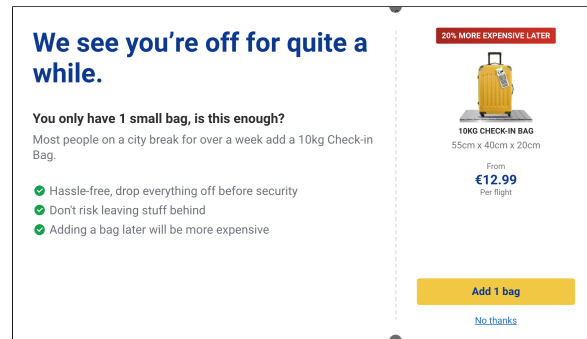 We see you’re off for quite a
while.
You only have 1 small bag, is this enough?
Most people on a city break for over a week add a 10kg Check-in
Bag.
Hassle-free, drop everything off before security
Don't risk leaving stuff behind
Adding a bag later will be more expensive
20% MORE EXPENSIVE LATER
10KG CHECK-IN BAG
55cm x 40cm x 20cm
From
€12.99
Per flight
Add 1 bag
No thanks